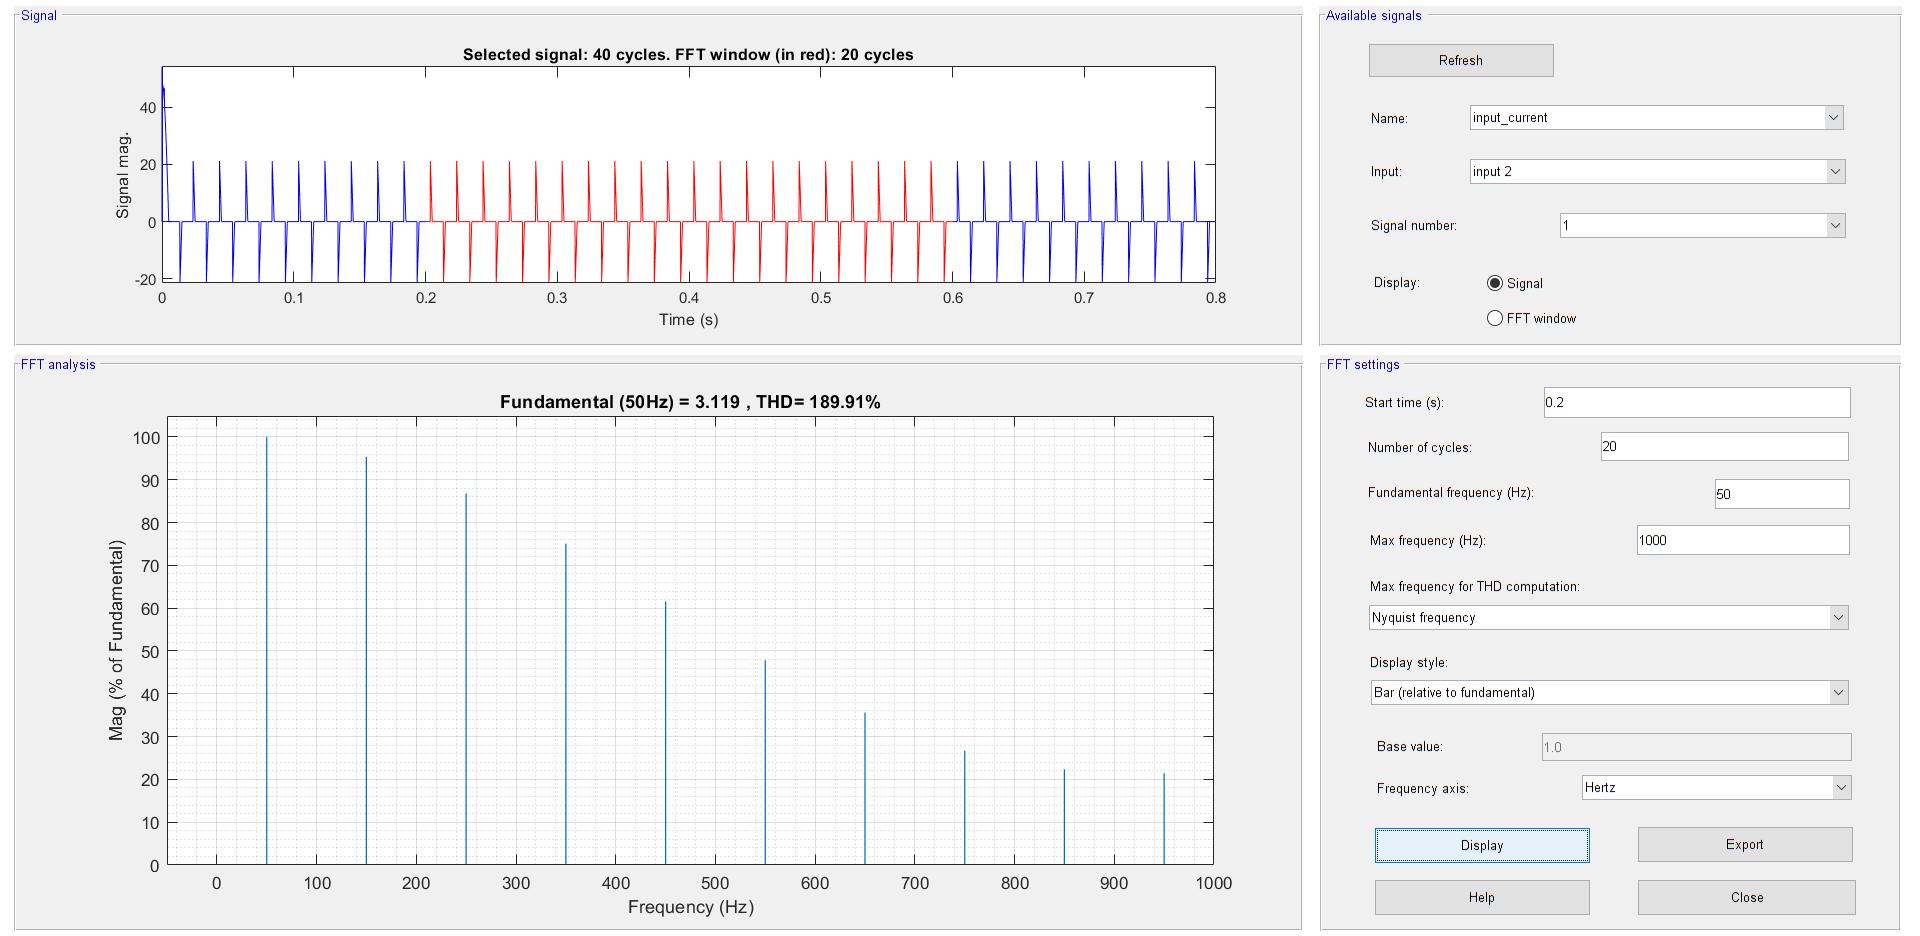 Signal
Selected signal: 40 cycles. FFT window (in red): 20 cycles
Signal mag.
40
20
0
-20
0 0.1 0.2 0.3 0.4 0.5 0.6 0.7 0.8
Time (s)
Available signals
Refresh
Name: input_current
Input: input 2
Signal number: 1
Display: Signal
FFT window
FFT analysis
Fundamental (50Hz) = 3.119 , THD= 189.91%
Mag (% of Fundamental)
100
90
80
70
60
50
40
30
20
10
0
0 100 200 300 400 500 600 700 800 900 1000
Frequency (Hz)
FFT settings
Start time (s): 0.2
Number of cycles: 20
Fundamental frequency (Hz): 50
Max frequency (Hz): 1000
Max frequency for THD computation:
Nyquist frequency
Display style:
Bar (relative to fundamental)
Base value: 1.0
Frequency axis: Hertz
Display Export
Help Close